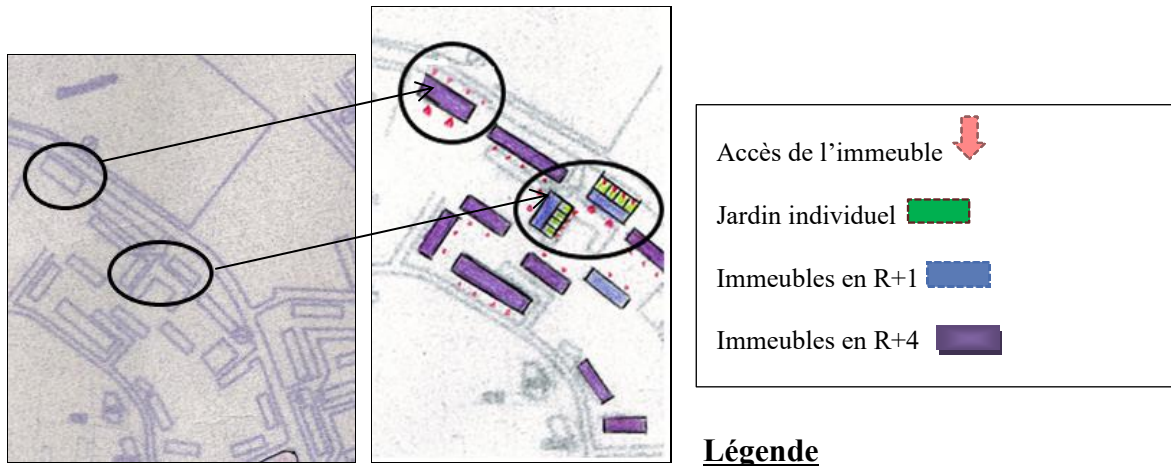 Accès de l’immeuble
Jardin individuel
Immeubles en R+1
Immeubles en R+4
Légende